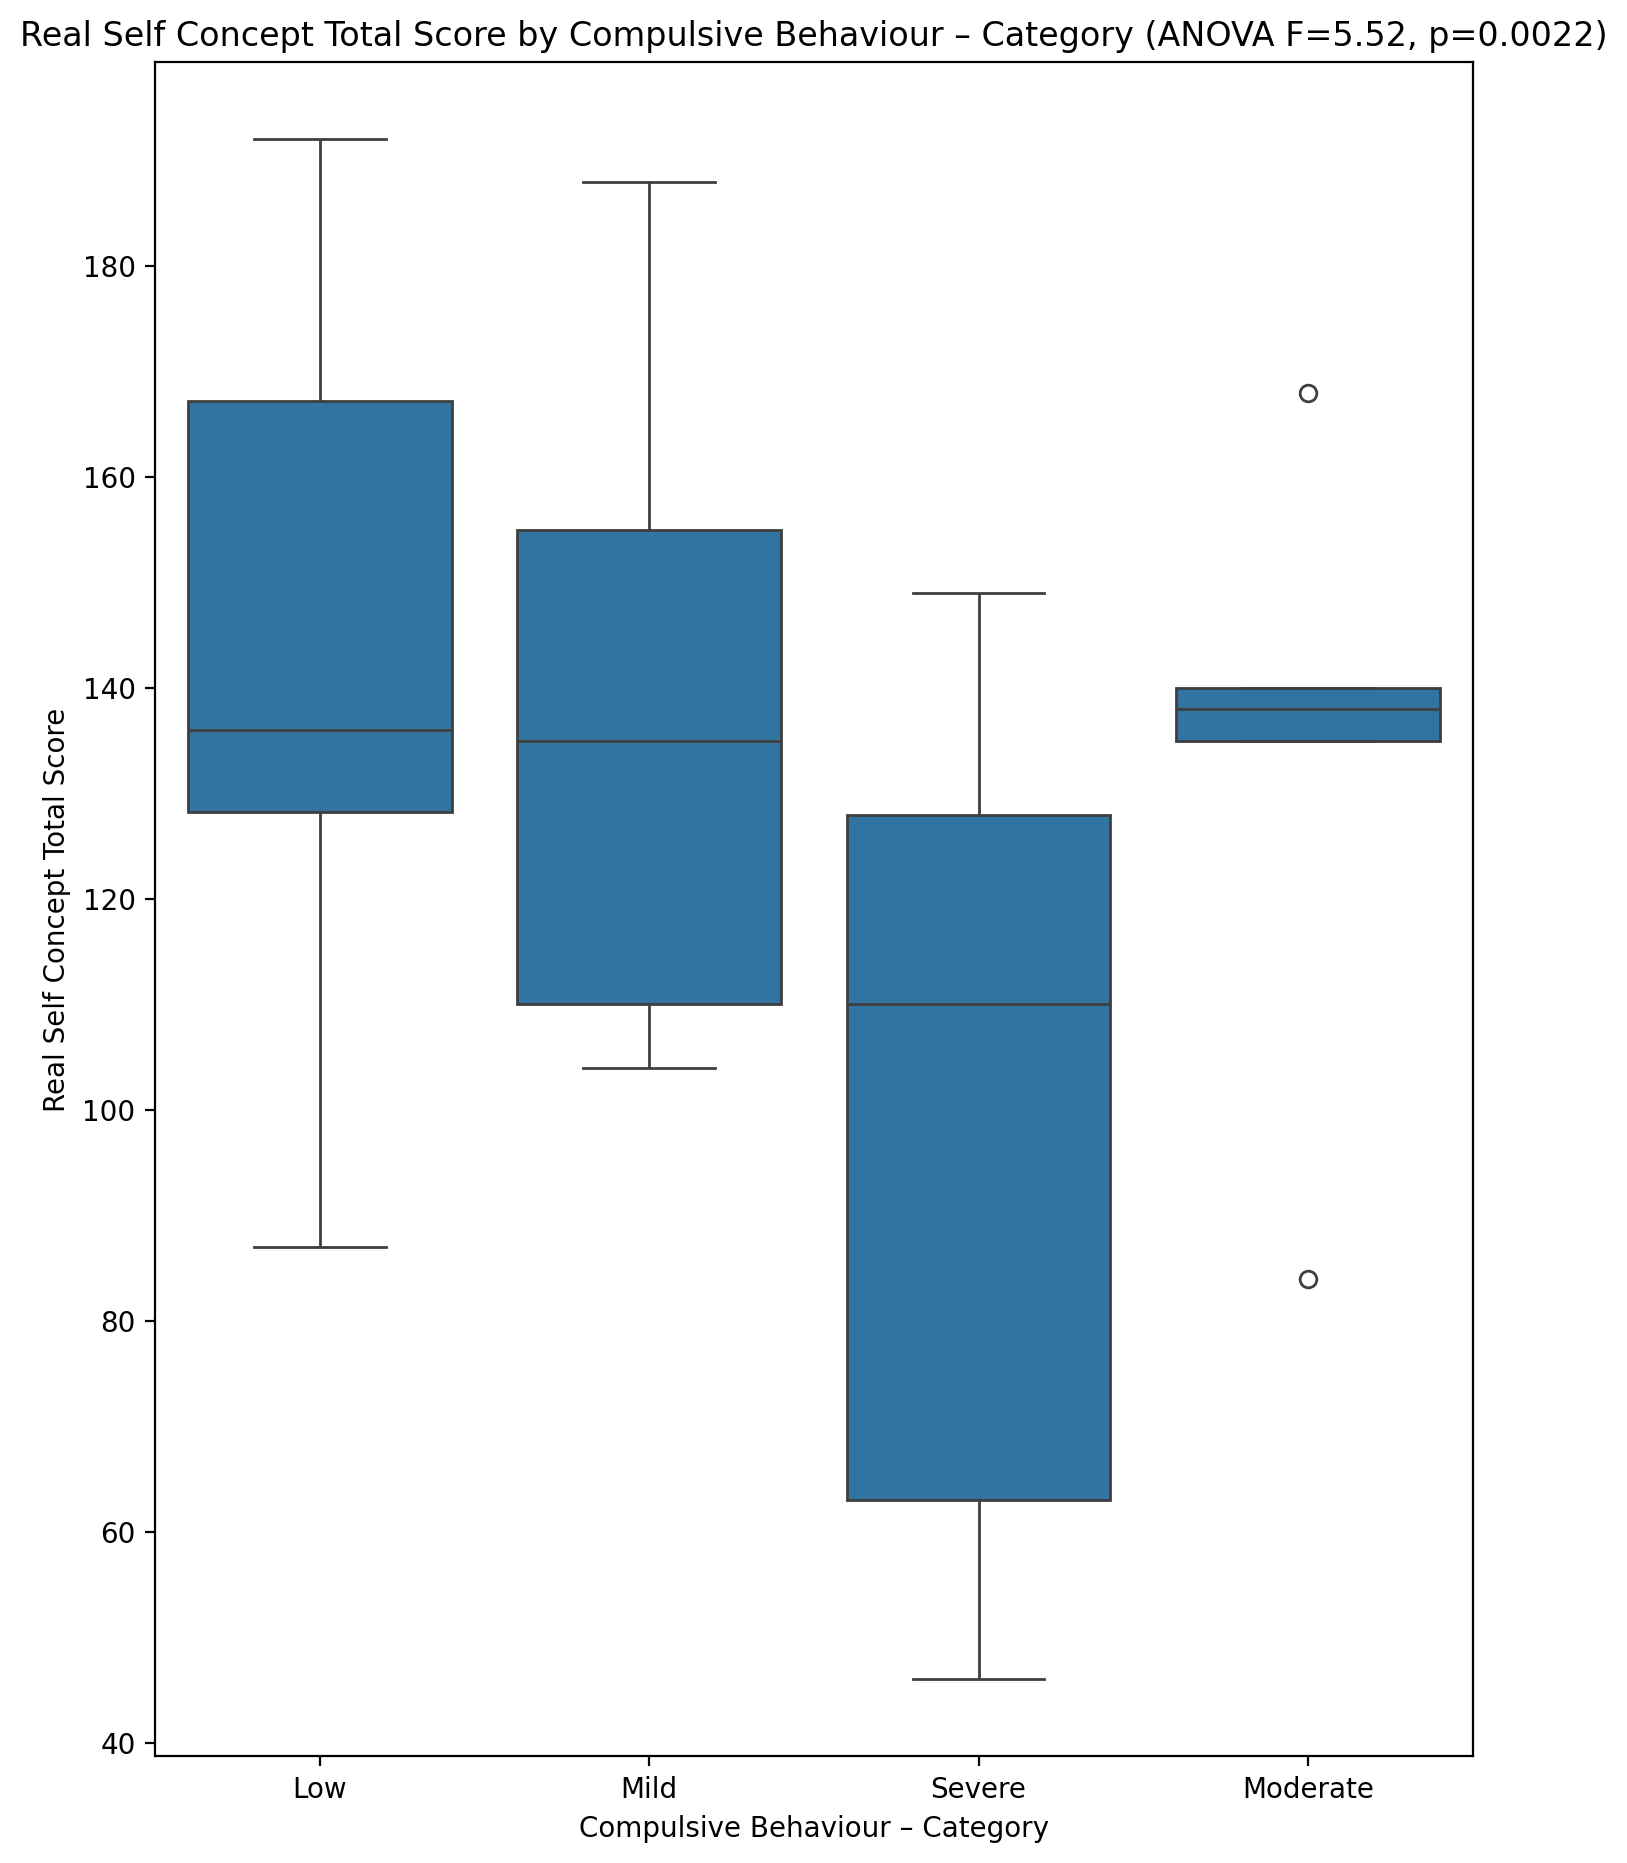 Real Self Concept Total Score by Compulsive Behaviour – Category (ANOVA F=5.52, p=0.0022)
Real Self Concept Total Score
180
160
140
120
100
80
60
40
Low
Mild
Severe
Moderate
Compulsive Behaviour – Category